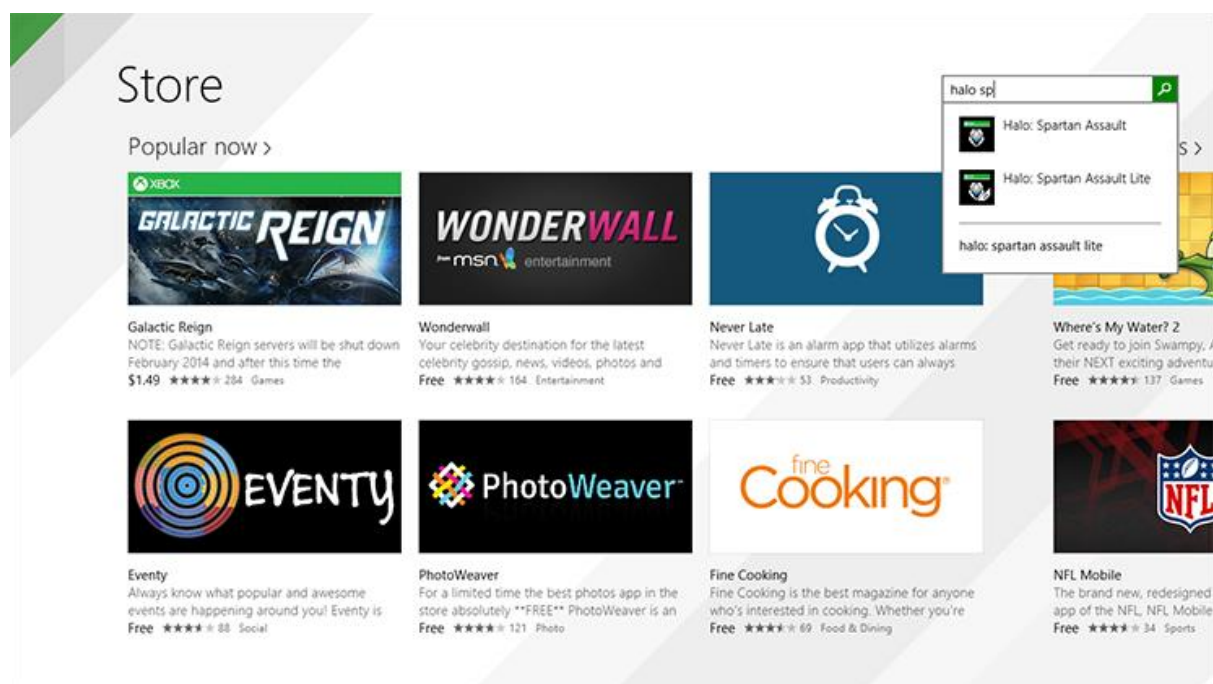 Store
halo sp
Halo: Spartan Assault
Halo: Spartan Assault Lite
halo: spartan assault lite
Popular now >
s >
XBOX
GALACTIC REIGN
Galactic Reign
NOTE: Galactic Reign servers will be shut down
February 2014 and after this time the
$1.49 284 Games
WONDERWALL
from msn entertainment
Wonderwall
Your celebrity destination for the latest
celebrity gossip, news, videos, photos and
Free 164 Entertainment
Never Late
Never Late is an alarm app that utilizes alarms
and timers to ensure that users can always
Free 53 Productivity
Where's My Water? 2
Get ready to join Swampy, A
their NEXT exciting adventu
Free 137 Games
EVENTY
Eventy
Always know what popular and awesome
events are happening around you! Eventy is
Free 88 Social
PhotoWeaver
PhotoWeaver
For a limited time the best photos app in the
store absolutely **FREE** PhotoWeaver is an
Free 121 Photo
fine
Cooking
Fine Cooking
Fine Cooking is the best magazine for anyone
who's interested in cooking. Whether you're
Free 69 Food & Dining
NFL
NFL Mobile
The brand new, redesigned
app of the NFL, NFL Mobile
Free 34 Sports